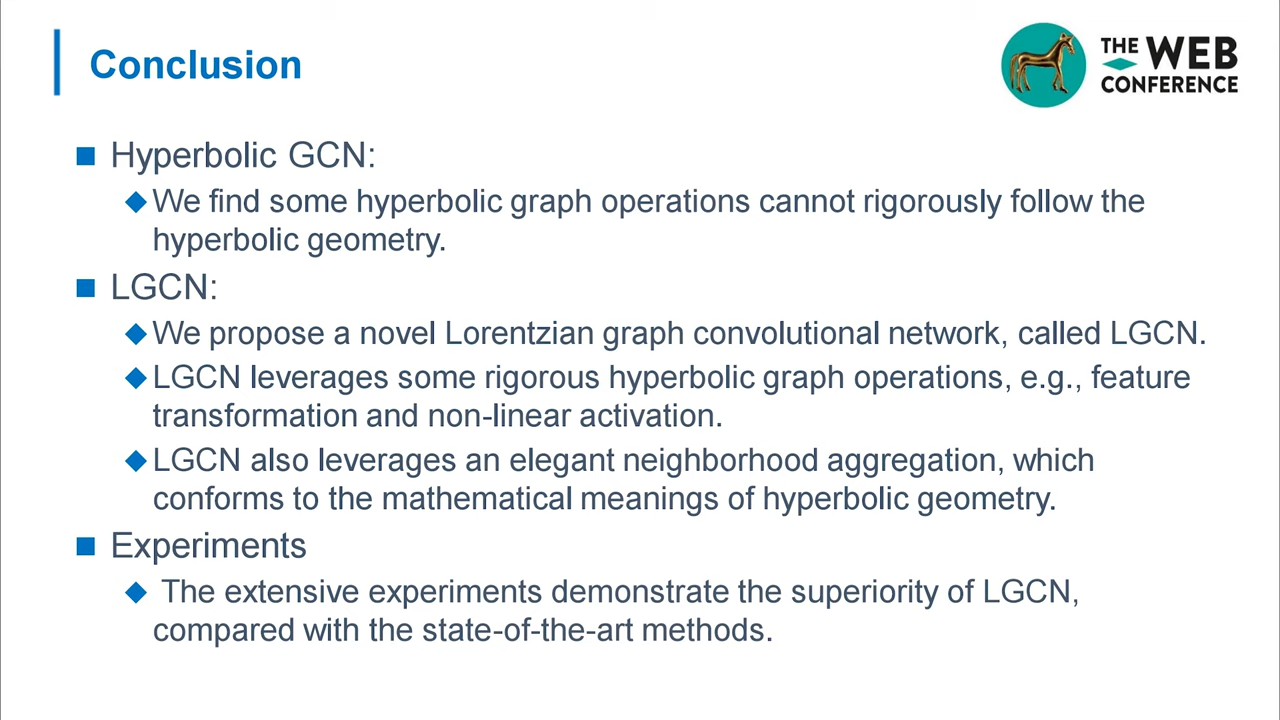 Conclusion
THE WEB
CONFERENCE
Hyperbolic GCN:
We find some hyperbolic graph operations cannot rigorously follow the
hyperbolic geometry.
LGCN:
We propose a novel Lorentzian graph convolutional network, called LGCN.
LGCN leverages some rigorous hyperbolic graph operations, e.g., feature
transformation and non-linear activation.
LGCN also leverages an elegant neighborhood aggregation, which
conforms to the mathematical meanings of hyperbolic geometry.
Experiments
The extensive experiments demonstrate the superiority of LGCN,
compared with the state-of-the-art methods.